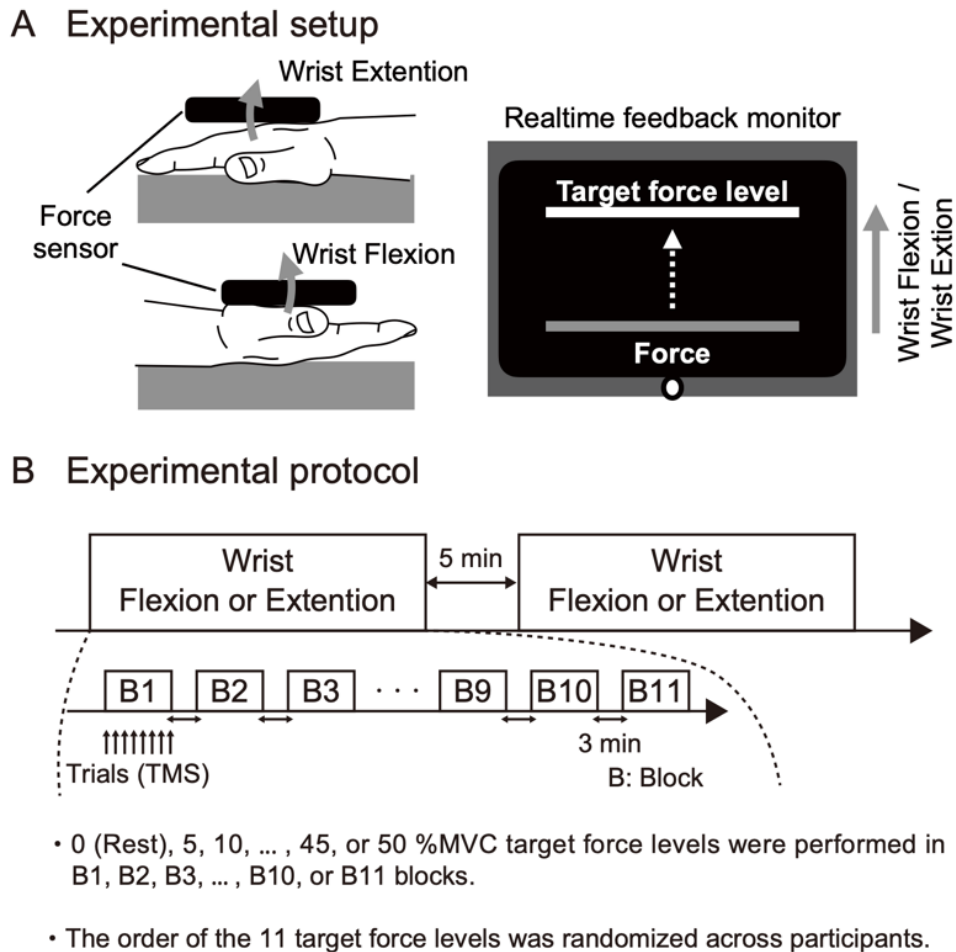 A Experimental setup
Wrist Extention
Force
sensor
Wrist Flexion
Realtime feedback monitor
Target force level
Force
Wrist Flexion /
Wrist Extion
B Experimental protocol
Wrist
Flexion or Extention
5 min
Wrist
Flexion or Extention
B1 B2 B3 · · · B9 B10 B11
Trials (TMS)
3 min
B: Block
・0 (Rest), 5, 10, ... , 45, or 50 %MVC target force levels were performed in
B1, B2, B3, ... , B10, or B11 blocks.
・The order of the 11 target force levels was randomized across participants.